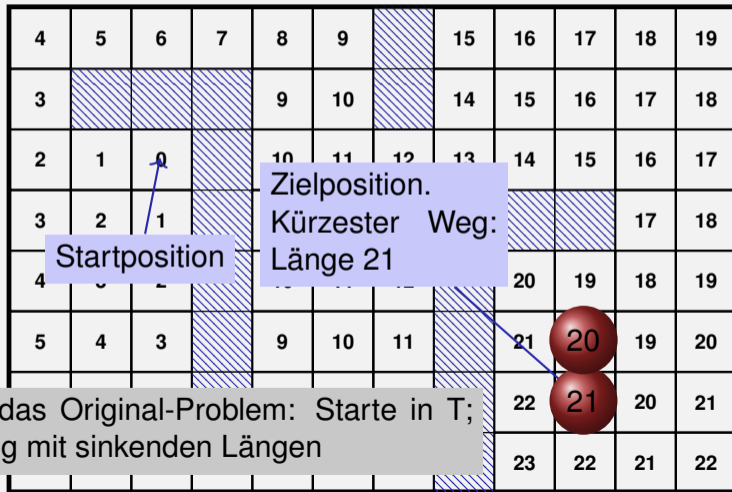 4 5 6 7 8 9 15 16 17 18 19
3 9 10 14 15 16 17 18
2 1 0 10 11 12 13 14 15 16 17
Zielposition.
Kürzester Weg:
Länge 21
3 2 1 17 18
Startposition
4 20 19 18 19
5 4 3 9 10 11 21 20 19 20
das Original-Problem: Starte in T;
22 21 20 21
g mit sinkenden Längen
23 22 21 22